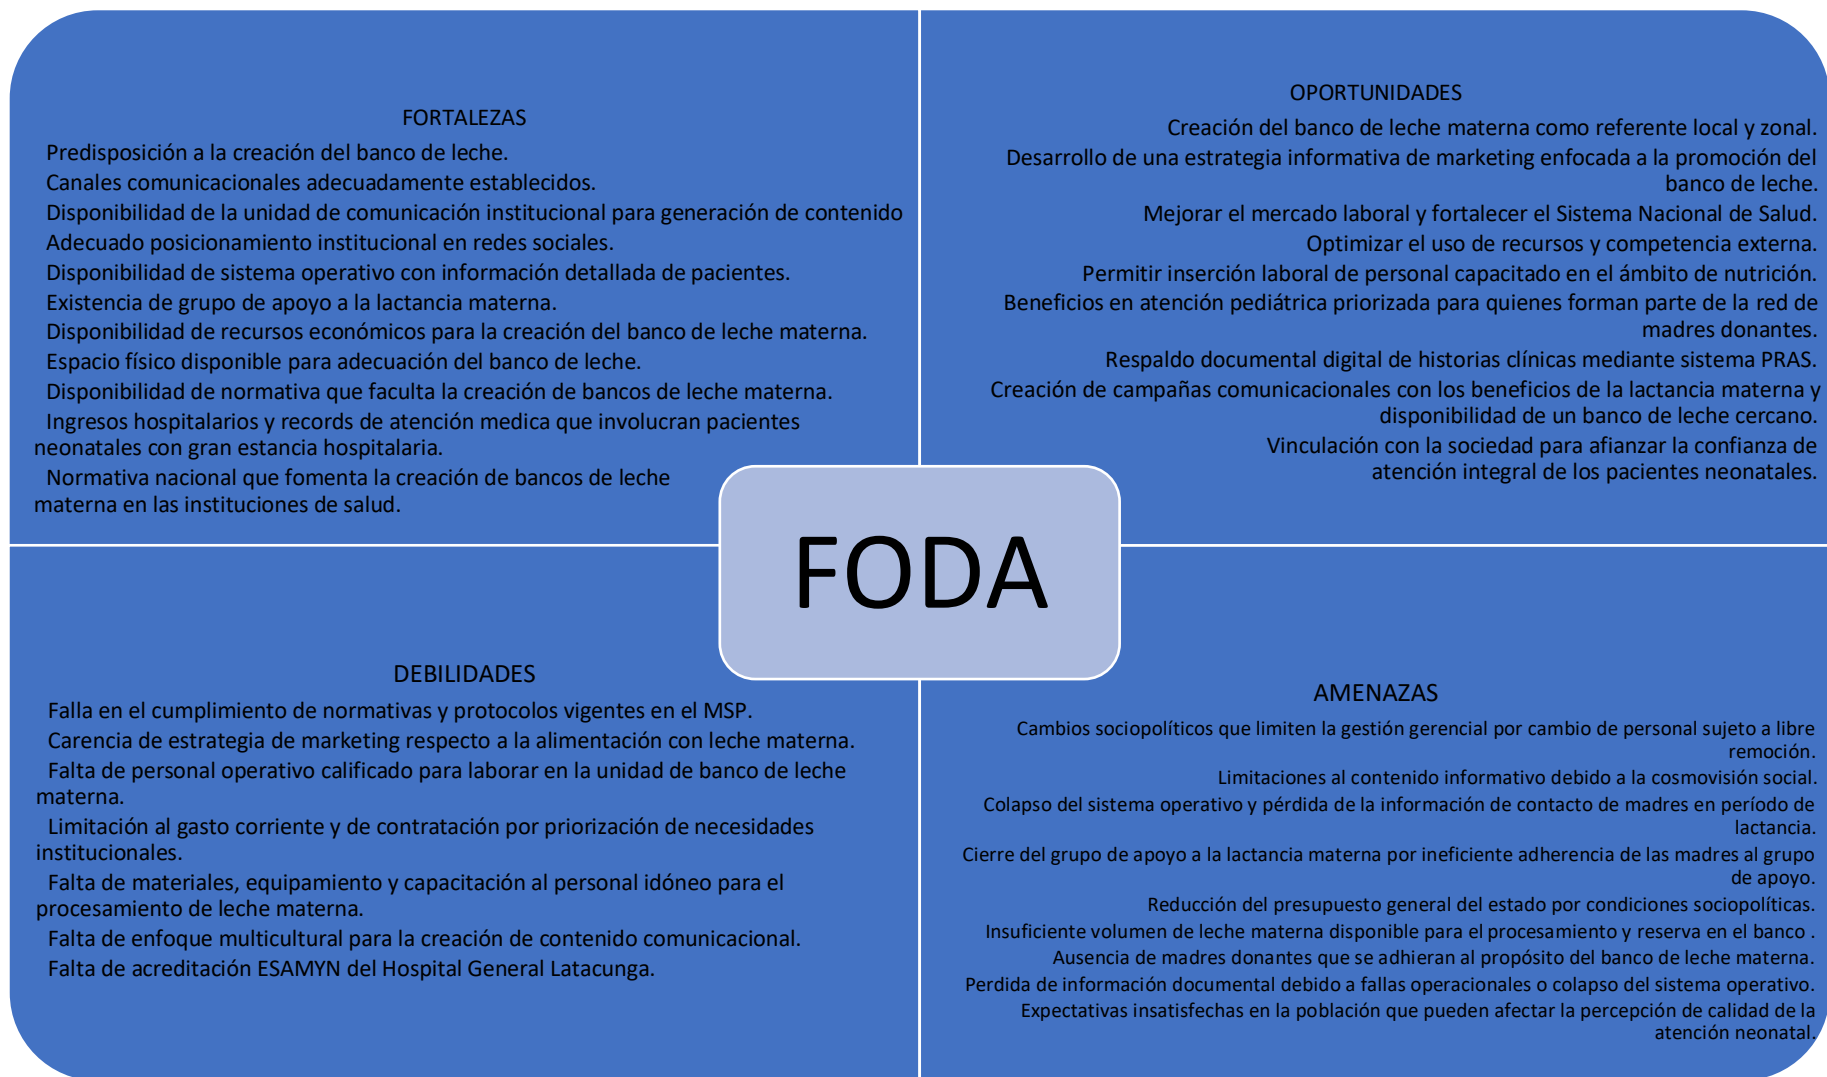 FORTALEZAS
Predisposición a la creación del banco de leche.
Canales comunicacionales adecuadamente establecidos.
Disponibilidad de la unidad de comunicación institucional para generación de contenido
Adecuado posicionamiento institucional en redes sociales.
Disponibilidad de sistema operativo con información detallada de pacientes.
Existencia de grupo de apoyo a la lactancia materna.
Disponibilidad de recursos económicos para la creación del banco de leche materna.
Espacio físico disponible para adecuación del banco de leche.
Disponibilidad de normativa que faculta la creación de bancos de leche materna.
Ingresos hospitalarios y records de atención medica que involucran pacientes
neonatales con gran estancia hospitalaria.
Normativa nacional que fomenta la creación de bancos de leche
materna en las instituciones de salud.
OPORTUNIDADES
Creación del banco de leche materna como referente local y zonal.
Desarrollo de una estrategia informativa de marketing enfocada a la promoción del
banco de leche.
Mejorar el mercado laboral y fortalecer el Sistema Nacional de Salud.
Optimizar el uso de recursos y competencia externa.
Permitir inserción laboral de personal capacitado en el ámbito de nutrición.
Beneficios en atención pediátrica priorizada para quienes forman parte de la red de
madres donantes.
Respaldo documental digital de historias clínicas mediante sistema PRAS.
Creación de campañas comunicacionales con los beneficios de la lactancia materna y
disponibilidad de un banco de leche cercano.
Vinculación con la sociedad para afianzar la confianza de
atención integral de los pacientes neonatales.
FODA
DEBILIDADES
Falla en el cumplimiento de normativas y protocolos vigentes en el MSP.
Carencia de estrategia de marketing respecto a la alimentación con leche materna.
Falta de personal operativo calificado para laborar en la unidad de banco de leche
materna.
Limitación al gasto corriente y de contratación por priorización de necesidades
institucionales.
Falta de materiales, equipamiento y capacitación al personal idóneo para el
procesamiento de leche materna.
Falta de enfoque multicultural para la creación de contenido comunicacional.
Falta de acreditación ESAMYN del Hospital General Latacunga.
AMENAZAS
Cambios sociopolíticos que limiten la gestión gerencial por cambio de personal sujeto a libre
remoción.
Limitaciones al contenido informativo debido a la cosmovisión social.
Colapso del sistema operativo y pérdida de la información de contacto de madres en período de
lactancia.
Cierre del grupo de apoyo a la lactancia materna por ineficiente adherencia de las madres al grupo
de apoyo.
Reducción del presupuesto general del estado por condiciones sociopolíticas.
Insuficiente volumen de leche materna disponible para el procesamiento y reserva en el banco .
Ausencia de madres donantes que se adhieran al propósito del banco de leche materna.
Perdida de información documental debido a fallas operacionales o colapso del sistema operativo.
Expectativas insatisfechas en la población que pueden afectar la percepción de calidad de la
atención neonatal.